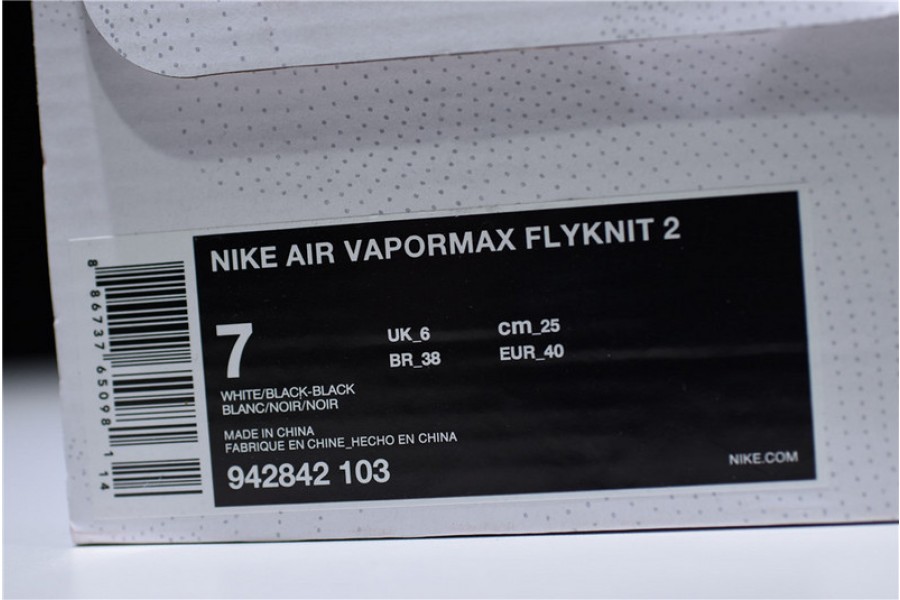 NIKE AIR VAPORMAX FLYKNIT 2
7
UK_6 cm_25
BR_38 EUR_40
WHITE/BLACK-BLACK
BLANC/NOIR/NOIR
MADE IN CHINA
FABRIQUE EN CHINE_HECHO EN CHINA
942842 103
NIKE.COM
8 86737 65098 1 14